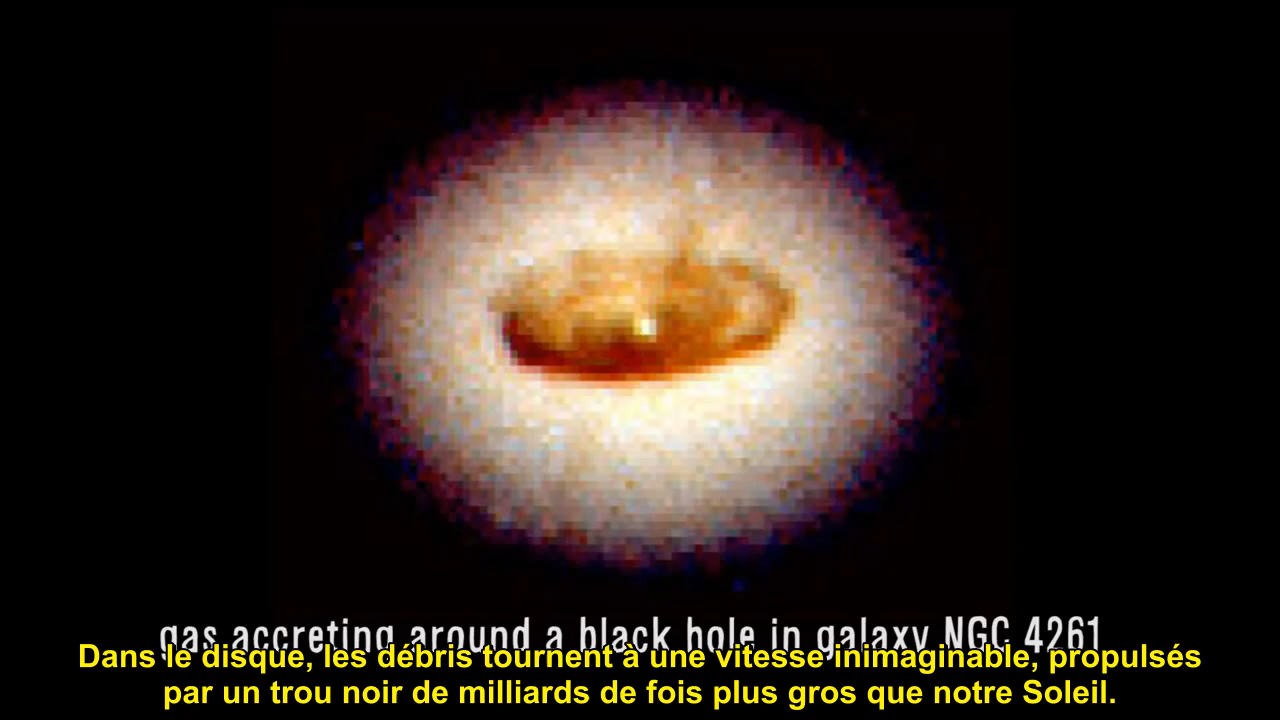 gas accreting around a black hole in galaxy NGC 4261
Dans le disque, les débris tournent à une vitesse inimaginable, propulsés
par un trou noir de milliards de fois plus gros que notre Soleil.